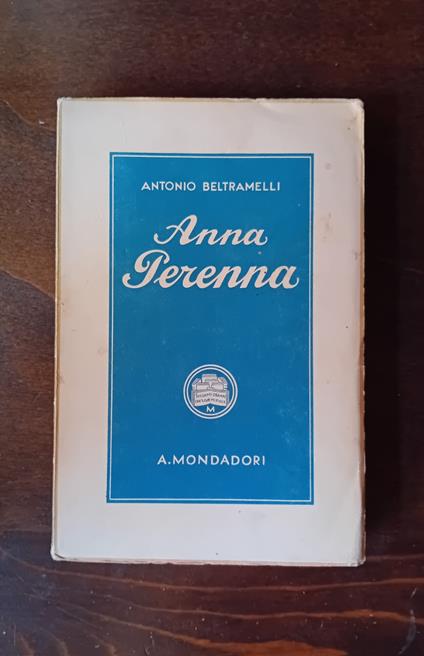 ANTONIO BELTRAMELLI
Anna
Perenna
M
A. MONDADORI